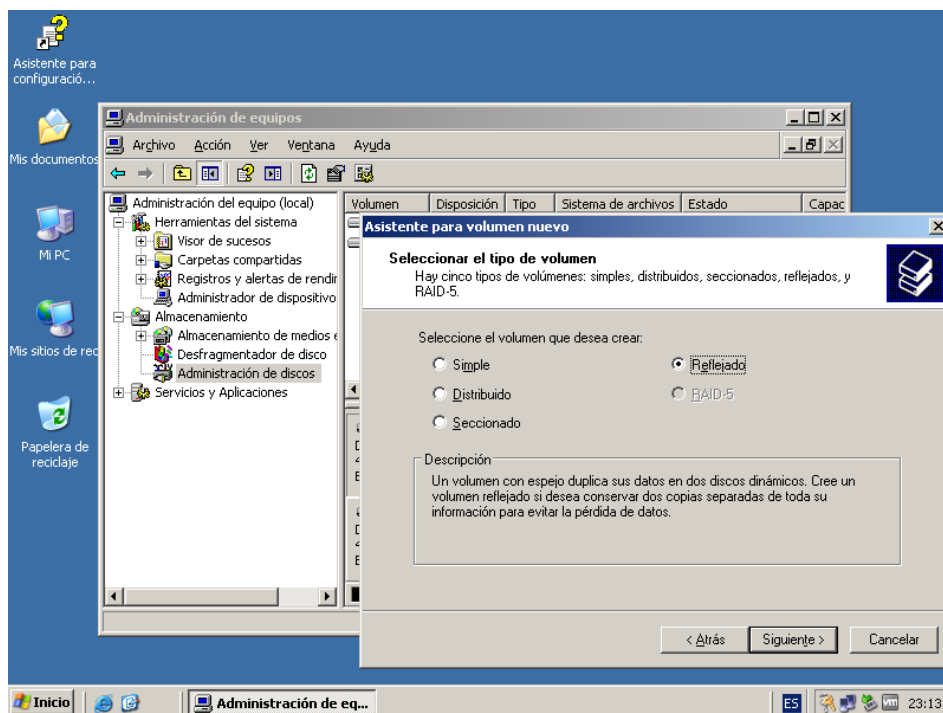 Asistente para
configuració...
Mis documentos
Mi PC
Mis sitios de red
Papelera de
reciclaje
Administración de equipos
Archivo Acción Ver Ventana Ayuda
Administración del equipo (local)
Herramientas del sistema
Visor de sucesos
Carpetas compartidas
Registros y alertas de rendir
Administrador de dispositivo
Almacenamiento
Almacenamiento de medios e
Desfragmentador de disco
Administración de discos
Servicios y Aplicaciones
Volumen Disposición Tipo Sistema de archivos Estado Capac
Asistente para volumen nuevo
Seleccionar el tipo de volumen
Hay cinco tipos de volúmenes: simples, distribuidos, seccionados, reflejados, y
RAID-5.
Seleccione el volumen que desea crear:
Simple Reflejado
Distribuido RAID-5
Seccionado
Descripción
Un volumen con espejo duplica sus datos en dos discos dinámicos. Cree un
volumen reflejado si desea conservar dos copias separadas de toda su
información para evitar la pérdida de datos.
< Atrás Siguiente > Cancelar
Inicio Administración de eq... ES 23:13